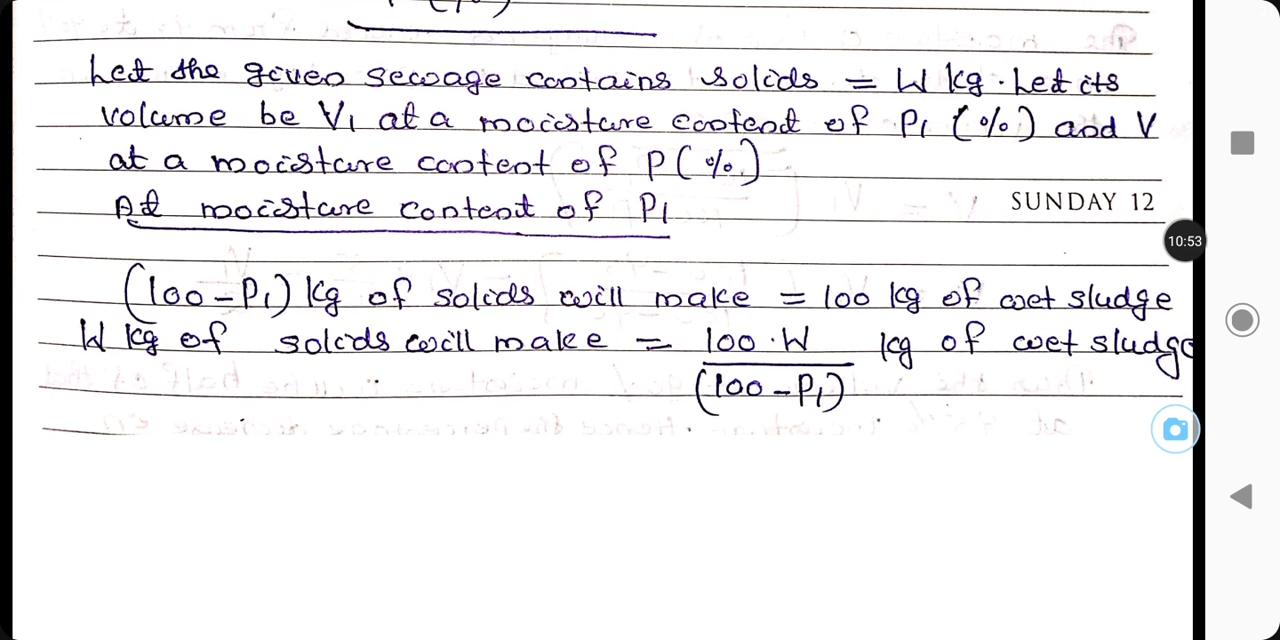 Let the given sewage contains solids = W kg. Let its
volume be V1 at a moisture content of P1 (%) and V
at a moisture content of P(%)
At moisture content of P1
SUNDAY 12
10:53
(100-P1) kg of solids will make = 100 kg of wet sludge
W kg of solids will make = 100.W / (100-P1) kg of wet sludge